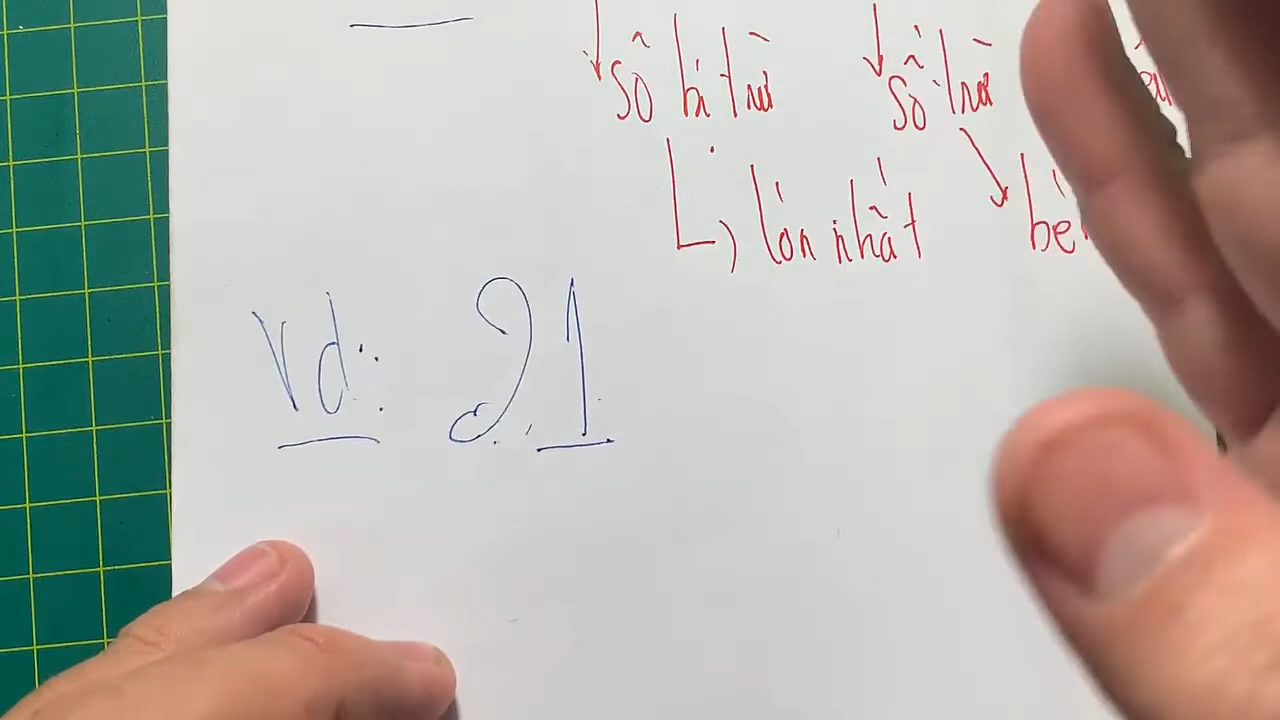 số bị trừ số trừ
lớn nhất bé
Vd: 21